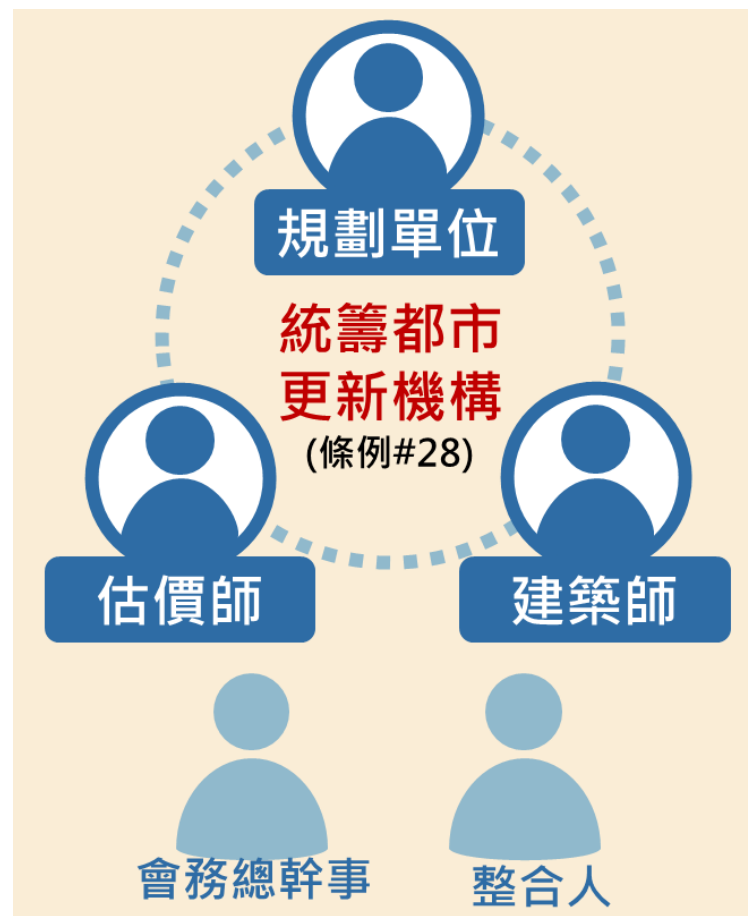 規劃單位
統籌都市
更新機構
(條例#28)
估價師
建築師
會務總幹事
整合人